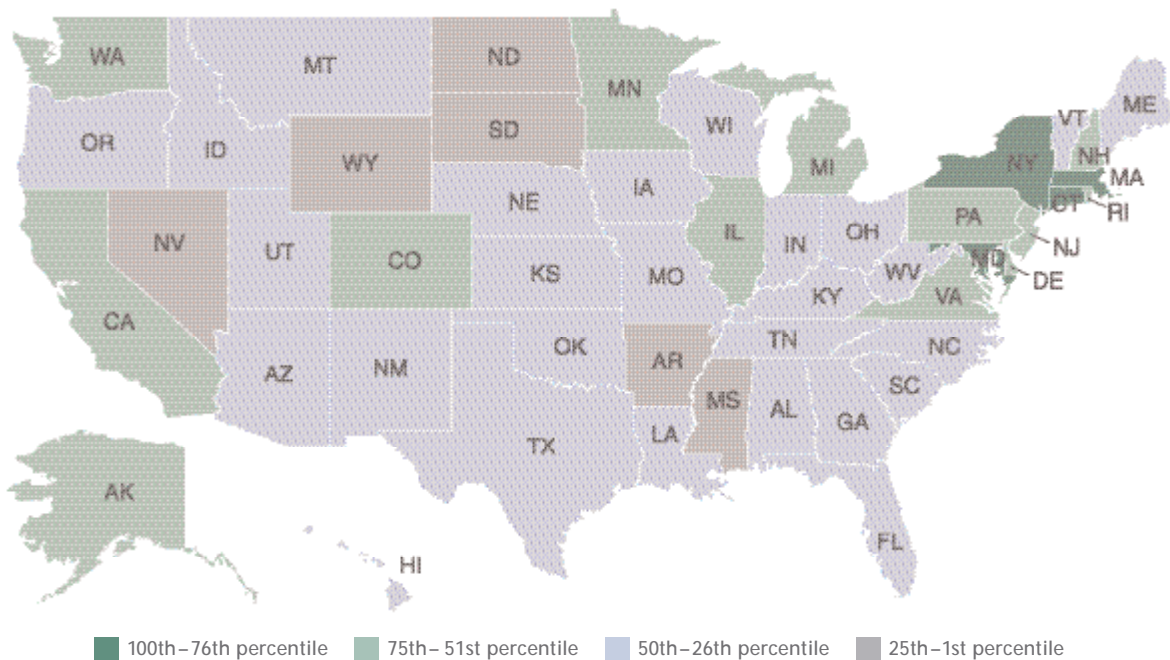 WA
MT
ND
MN
ME
VT
OR
ID
SD
WI
NH
NY
MA
WY
MI
IA
CT
RI
NE
PA
NV
UT
CO
IL
IN
OH
NJ
MD
DE
KS
MO
WV
VA
KY
CA
TN
NC
OK
AZ
NM
AR
SC
MS
AL
GA
LA
TX
AK
FL
HI
100th–76th percentile
75th–51st percentile
50th–26th percentile
25th–1st percentile